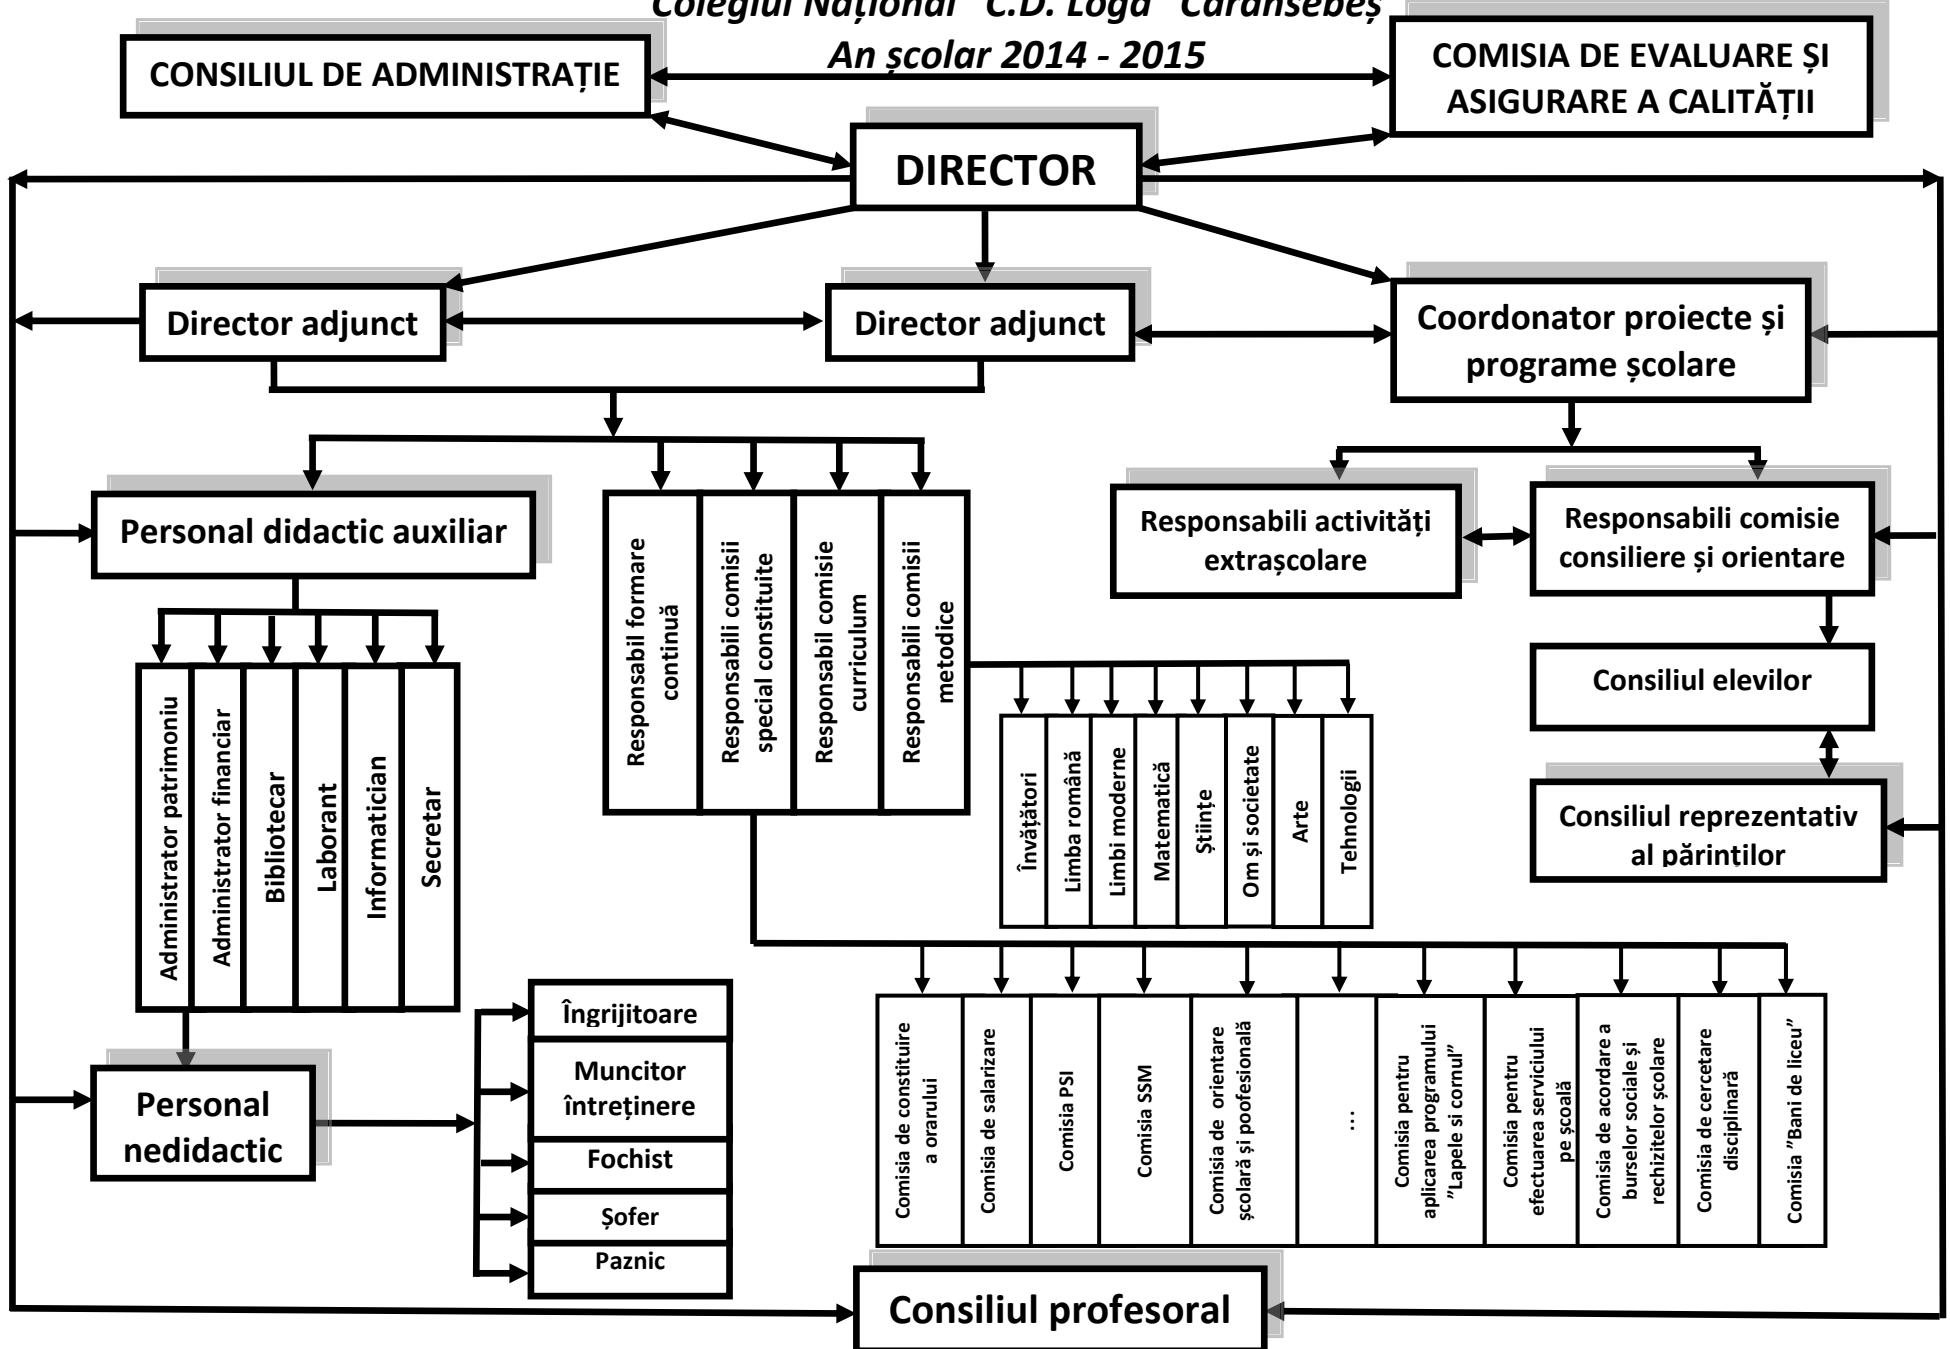 Colegiul Național "C.D. Loga" Caransebeș
An școlar 2014 - 2015
CONSILIUL DE ADMINISTRAȚIE
COMISIA DE EVALUARE ȘI
ASIGURARE A CALITĂȚII
DIRECTOR
Director adjunct
Director adjunct
Coordonator proiecte și
programe școlare
Personal didactic auxiliar
Responsabil formare
continuă
Responsabili comisii
special constituite
Responsabil comisie
curriculum
Responsabili comisii
metodice
Responsabili activități
extrașcolare
Responsabili comisie
consiliere și orientare
Consiliul elevilor
Consiliul reprezentativ
al părinților
Administrator patrimoniu
Administrator financiar
Bibliotecar
Laborant
Informatician
Secretar
Învățători
Limba română
Limbi moderne
Matematică
Științe
Om și societate
Arte
Tehnologii
Personal
nedidactic
Îngrijitoare
Muncitor
întreținere
Fochist
Șofer
Paznic
Comisia de constituire
a orarului
Comisia de salarizare
Comisia PSI
Comisia SSM
Comisia de orientare
școlară și poofesională
...
Comisia pentru
aplicarea programului
”Lapele si cornul”
Comisia pentru
efectuarea serviciului
pe școală
Comisia de acordare a
burselor sociale și
rechizitelor școlare
Comisia de cercetare
disciplinară
Comisia ”Bani de liceu”
Consiliul profesoral